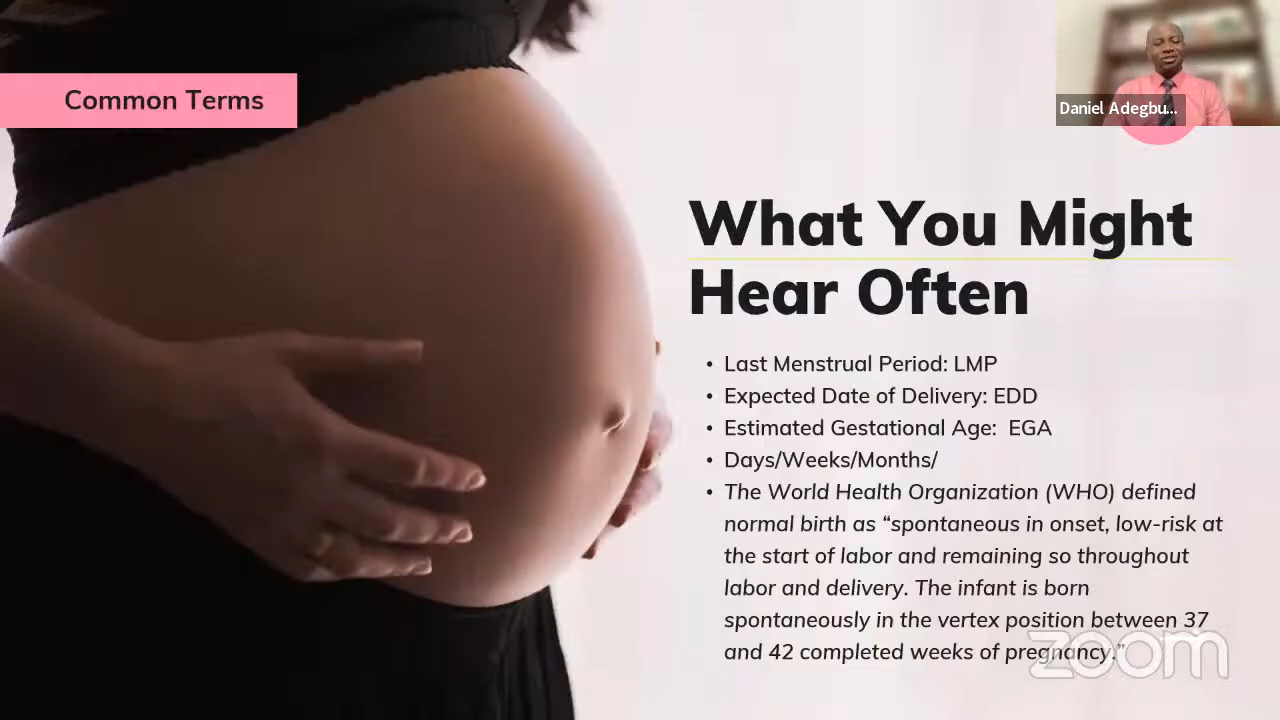 Common Terms
Daniel Adegbu...
What You Might
Hear Often
• Last Menstrual Period: LMP
• Expected Date of Delivery: EDD
• Estimated Gestational Age:  EGA
• Days/Weeks/Months/
• The World Health Organization (WHO) defined
normal birth as “spontaneous in onset, low-risk at
the start of labor and remaining so throughout
labor and delivery. The infant is born
spontaneously in the vertex position between 37
and 42 completed weeks of pregnancy.”
zoom